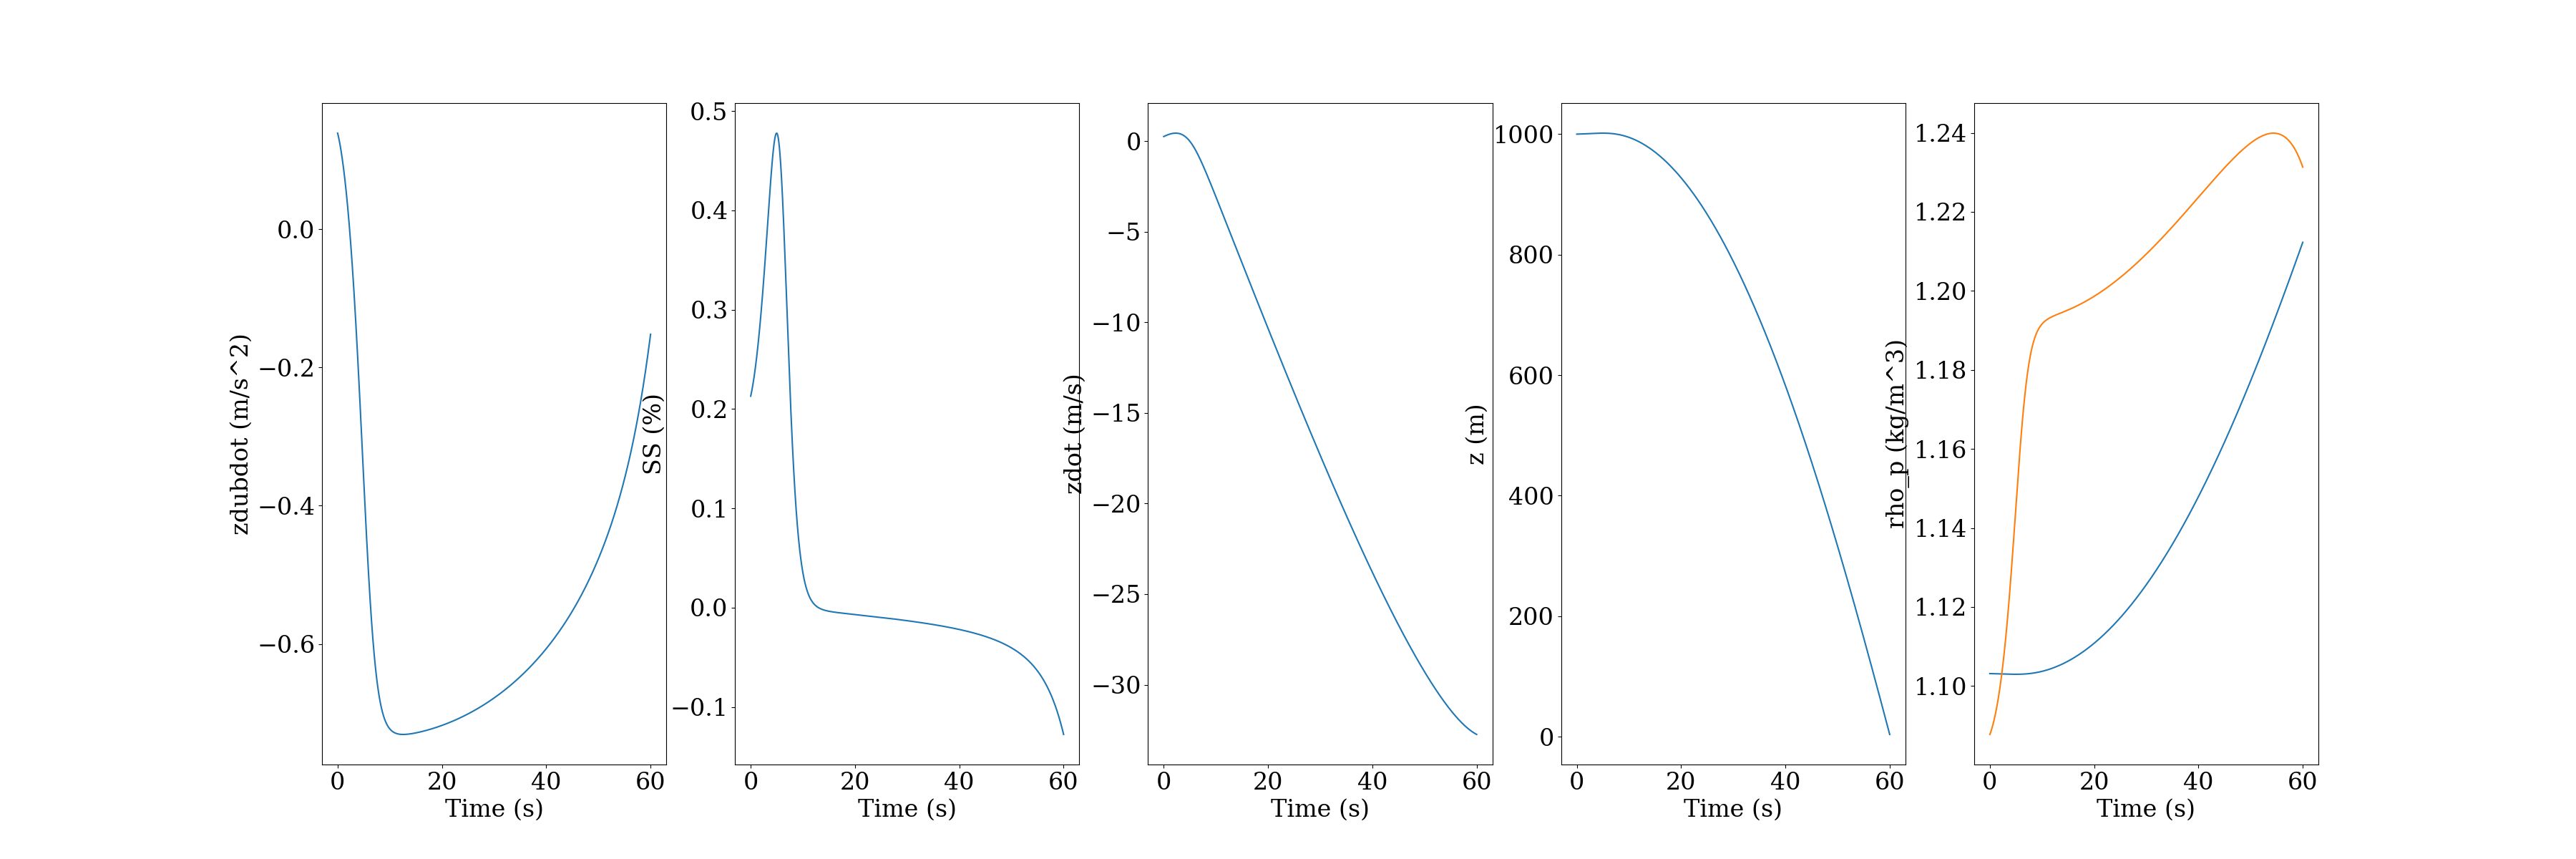 zdubdot (m/s^2)
0.0
−0.2
−0.4
−0.6
0 20 40 60
Time (s)
SS (%)
0.5
0.4
0.3
0.2
0.1
0.0
−0.1
0 20 40 60
Time (s)
zdot (m/s)
0
−5
−10
−15
−20
−25
−30
0 20 40 60
Time (s)
z (m)
1000
800
600
400
200
0
0 20 40 60
Time (s)
rho_p (kg/m^3)
1.24
1.22
1.20
1.18
1.16
1.14
1.12
1.10
0 20 40 60
Time (s)